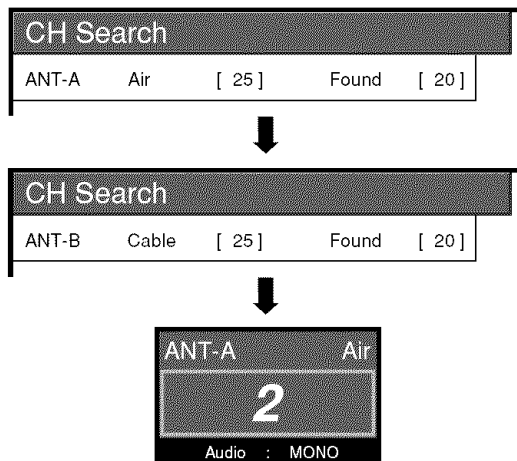 CH Search
ANT-A Air [ 25 ] Found [ 20 ]
CH Search
ANT-B Cable [ 25 ] Found [ 20 ]
ANT-A Air
2
Audio : MONO